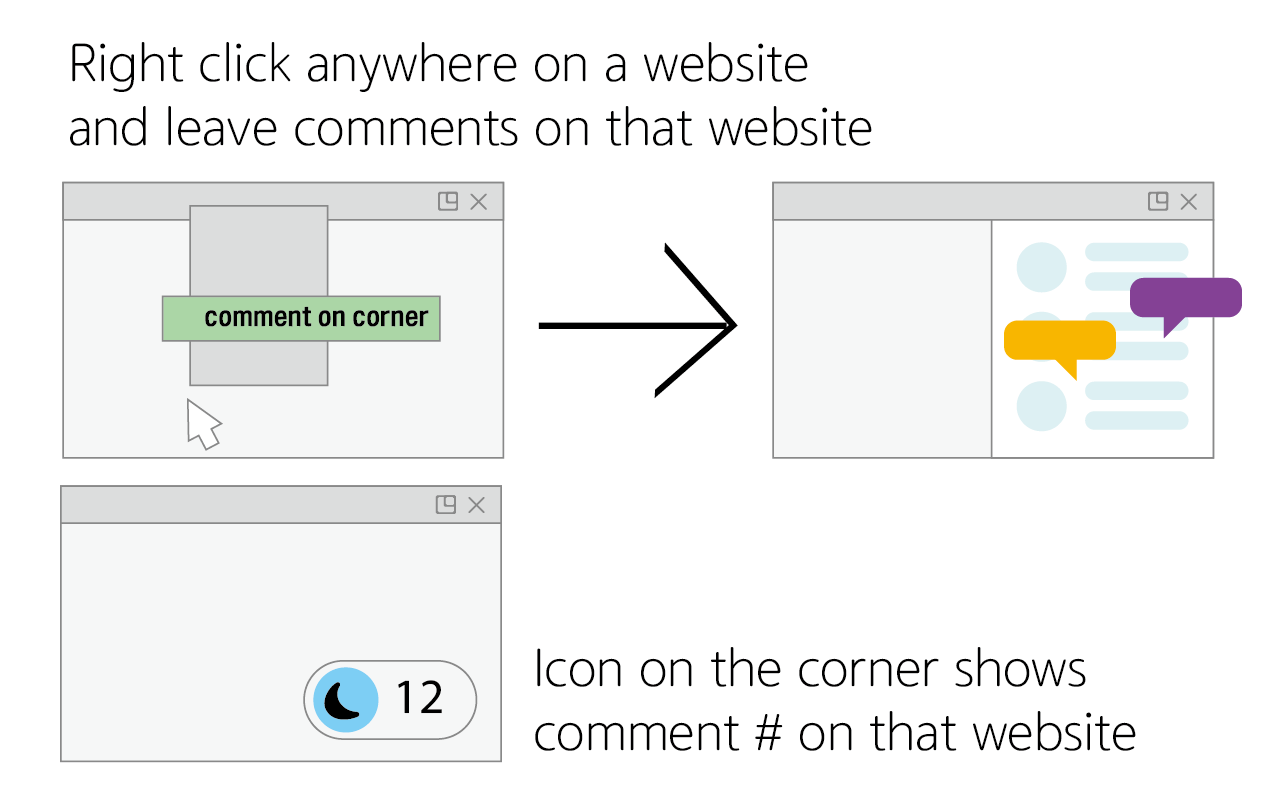 Right click anywhere on a website
and leave comments on that website
comment on corner
12
Icon on the corner shows
comment # on that website